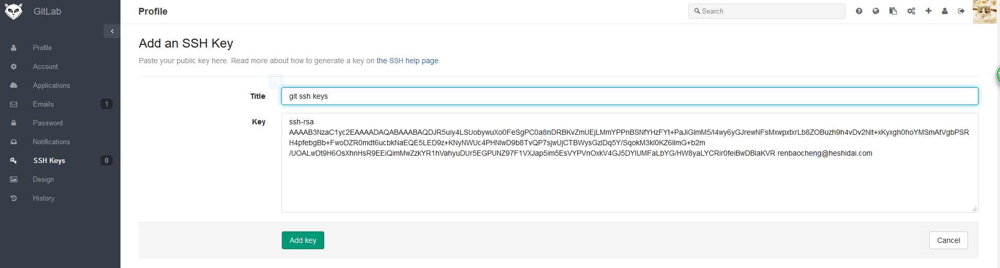 GitLab
Profile
Search
Profile
Account
Applications
Emails
1
Password
Notifications
SSH Keys
0
Design
History
Add an SSH Key
Paste your public key here. Read more about how to generate a key on the SSH help page.
Title
git ssh keys
Key
ssh-rsa
AAAAB3NzaC1yc2EAAAADAQABAAABAQDJR5uiy4LSUobywuXo0FeSgPC0a8nDRBKvZmUEjLMmYPPnBSNfYHzFYt+PaJiGlmM5/l4wy6yGJrewNFsMxwpxtxrLb8ZOBuzh9h4vDv2Nlt+xKyxgh0hoYMSmAtVgbPSR
H4pfebgBb+FwoDZR0mdt6ucbkNaEQE5LED9z+KNyNWUc4PHNlwD9b8TvQP7sjwUjCTBWysGzlDq5Y/SqokM3kl0KZ6llmG+b2m
/UOALwDt9H6OsXhnHsR9EEiQimMwZzkYR1hVahyuDUr5EGPUNZ97F1VXJap5im5EsVYPVnOxkV4GJ5DYlUMFaLbYG/HW8yaLYCRir0feiBwDBlaKVR renbaocheng@heshidai.com
Add key
Cancel